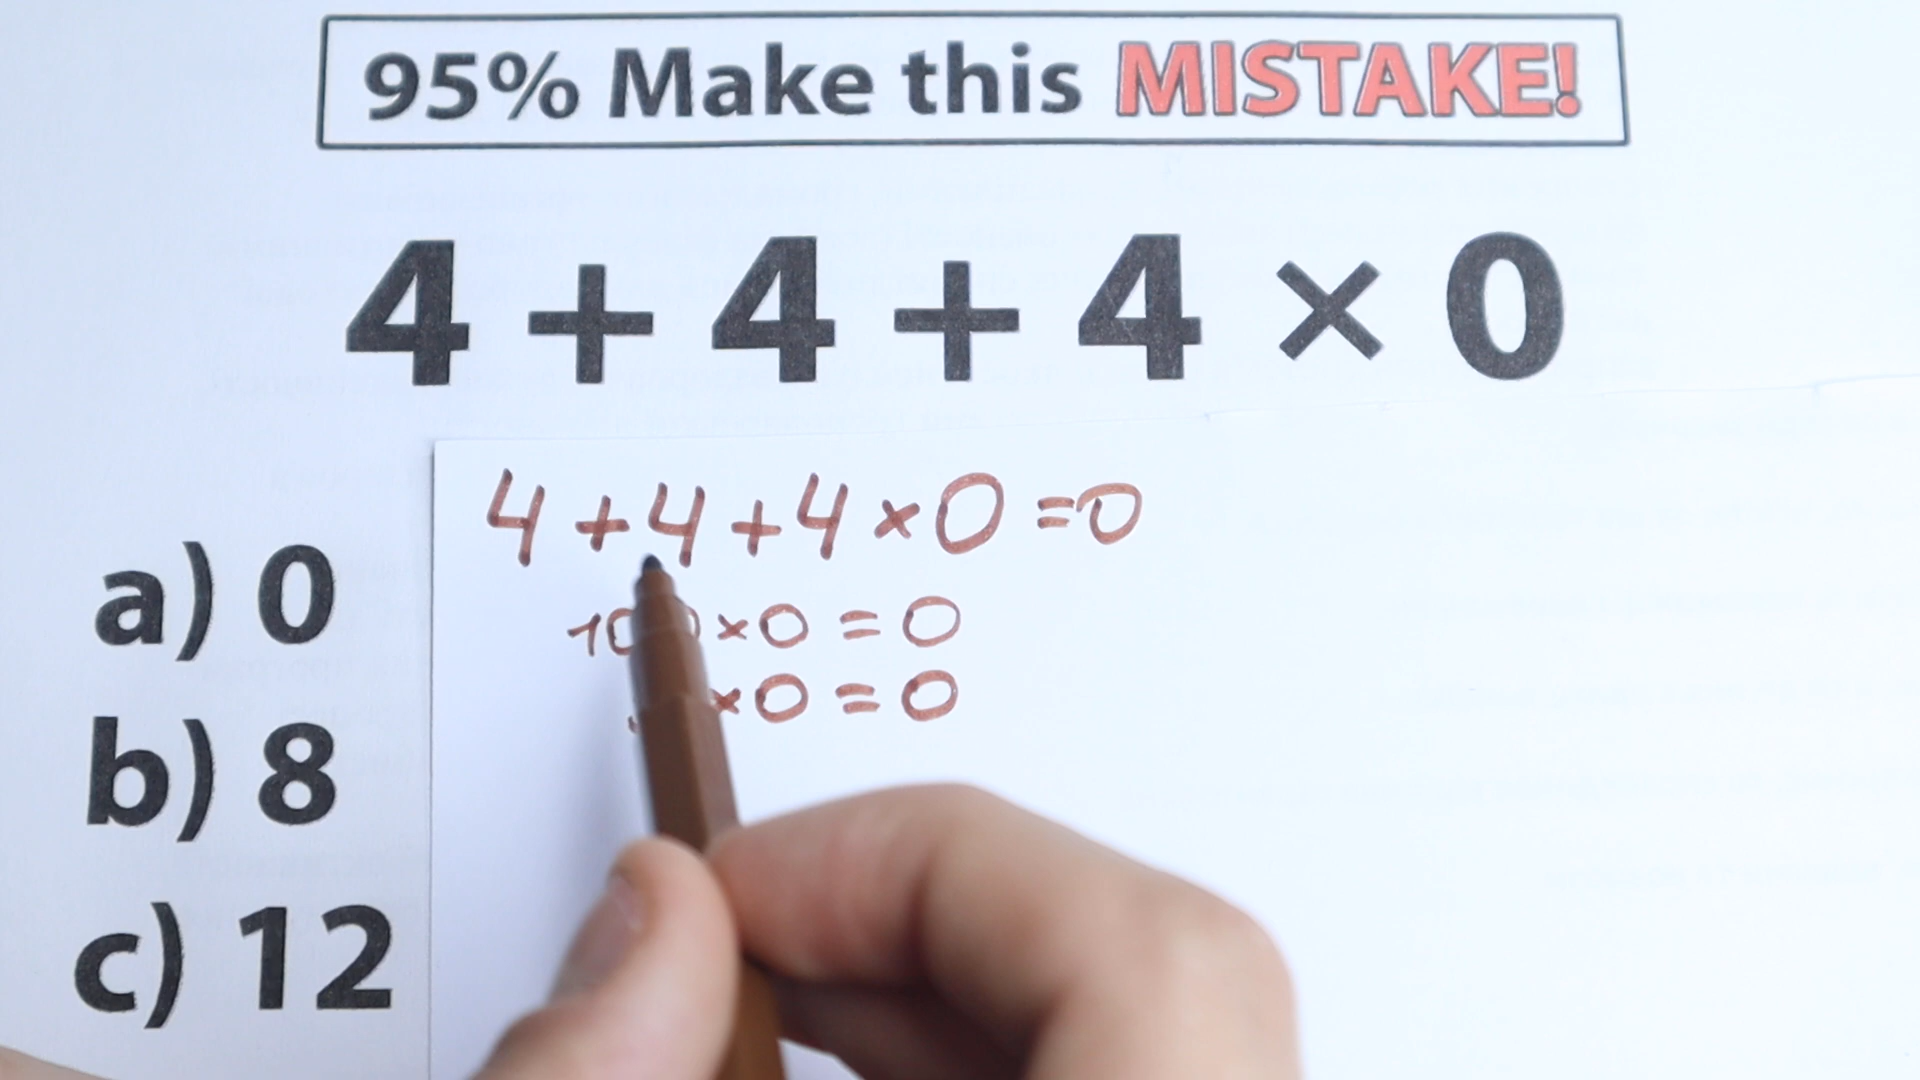 95% Make this MISTAKE!
4 + 4 + 4 × 0
4 + 4 + 4 × 0 = 0
× 0 = 0
× 0 = 0
a) 0
b) 8
c) 12